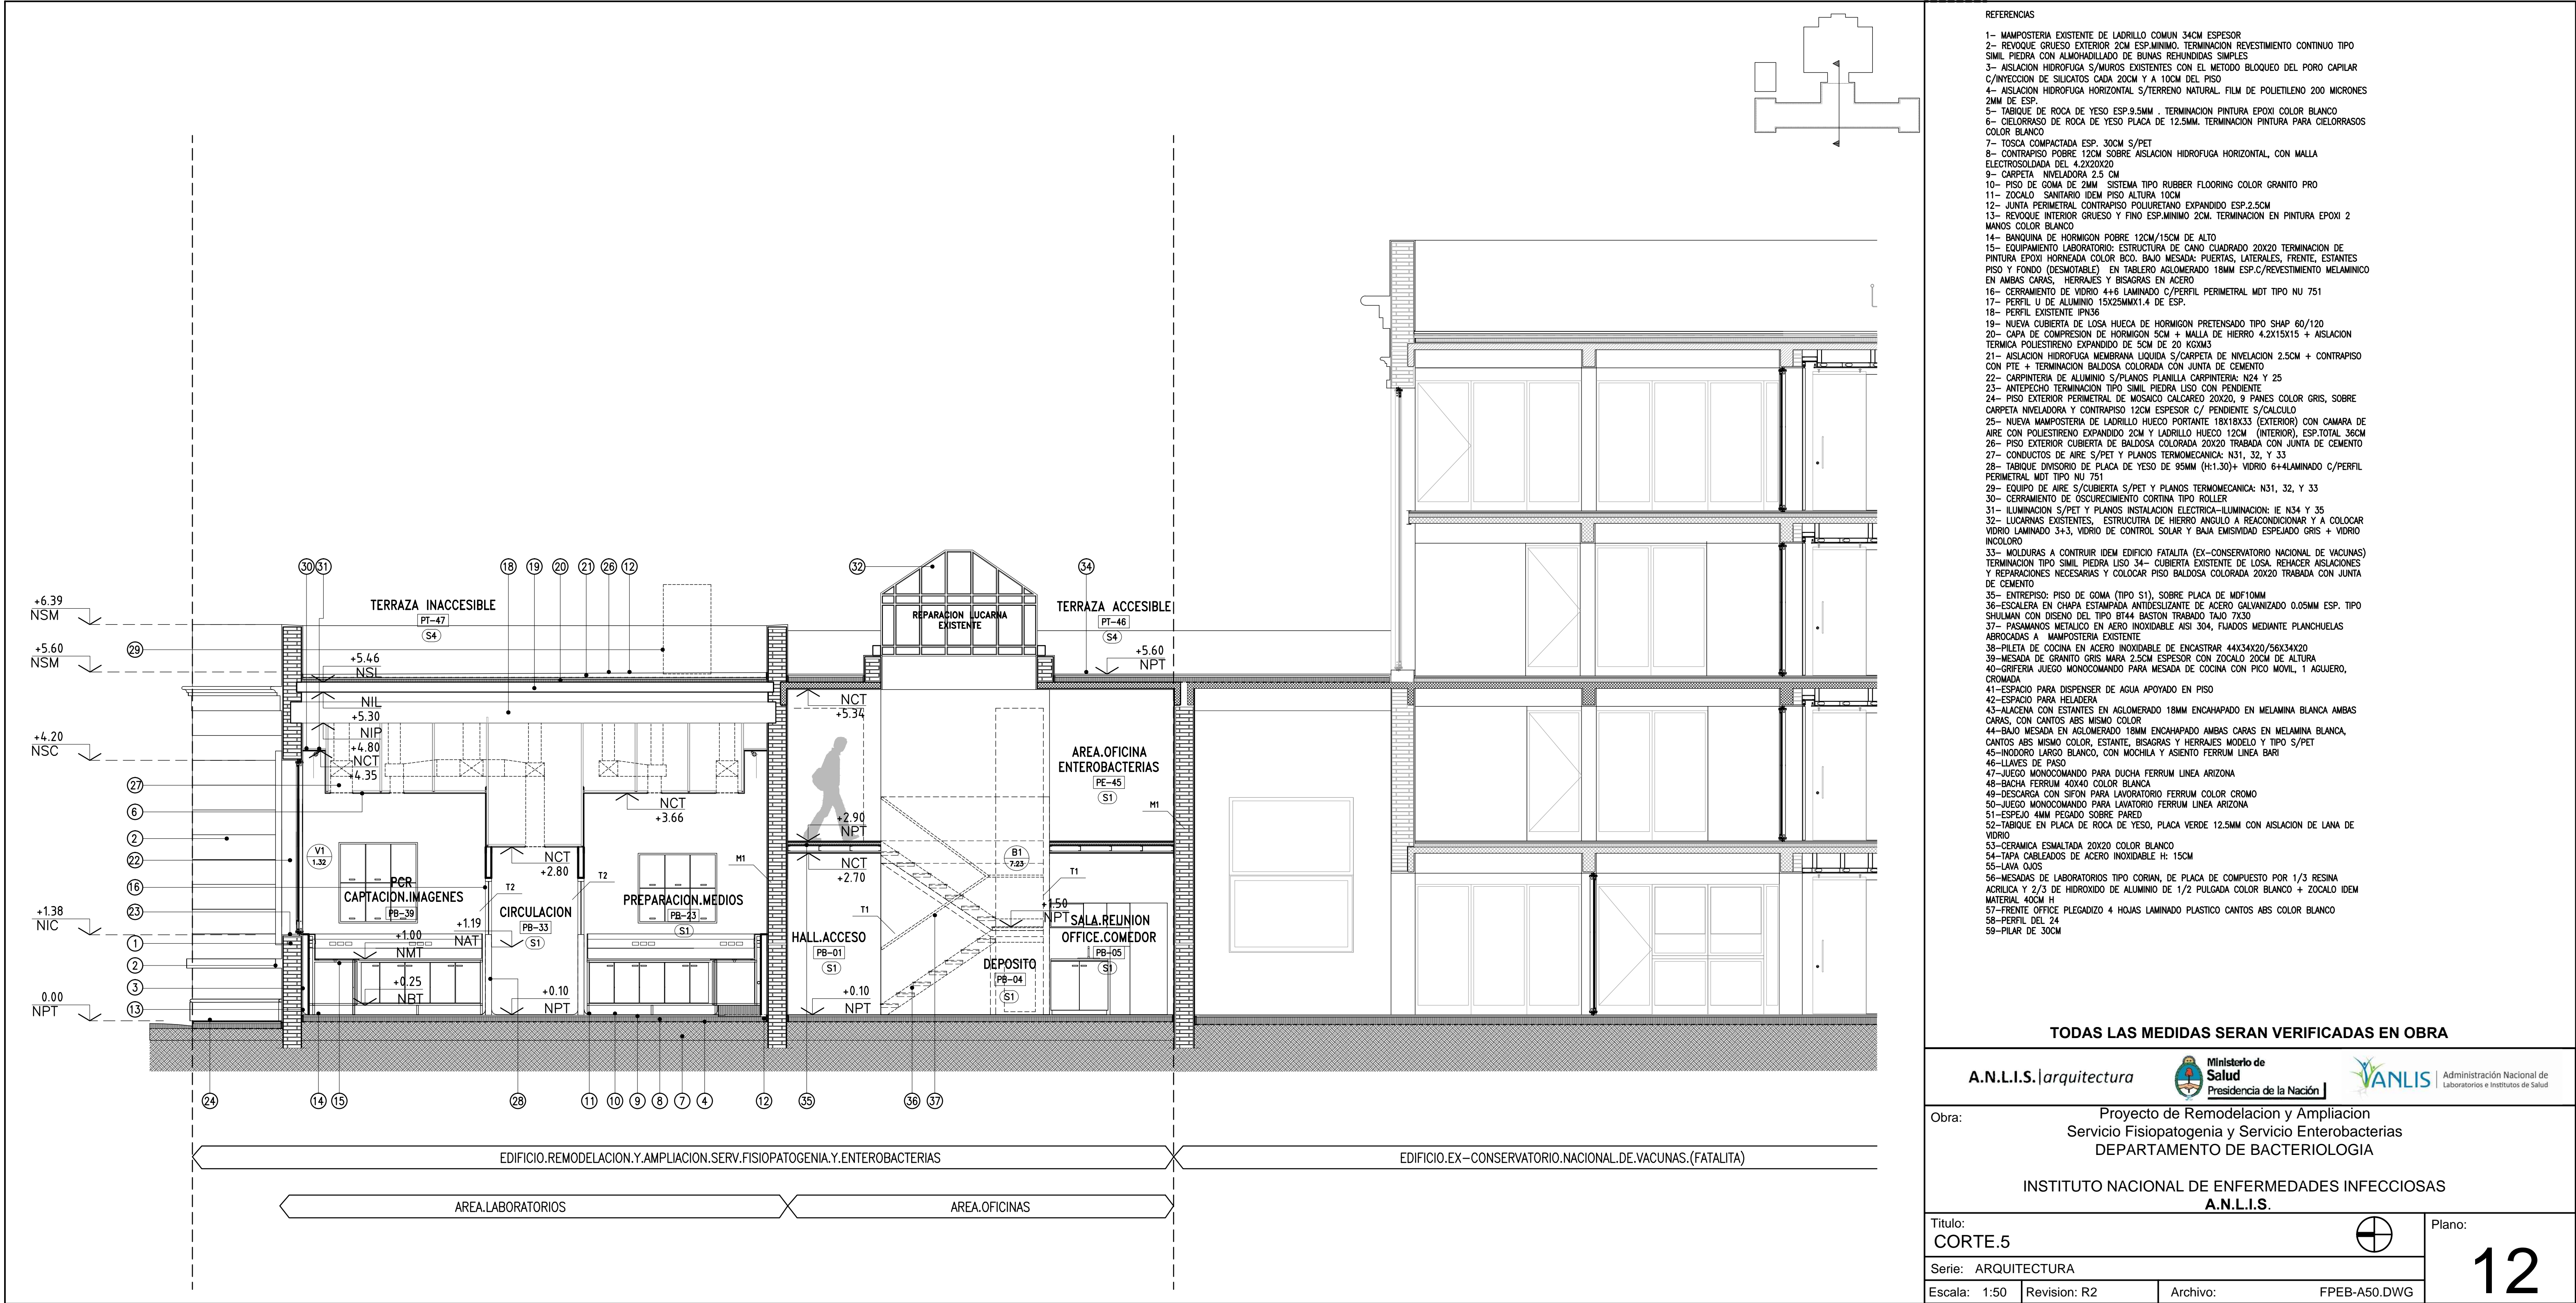 REFERENCIAS
1- MAMPOSTERIA EXISTENTE DE LADRILLO COMUN 34CM ESPESOR
2- REVOQUE GRUESO EXTERIOR 2CM ESP.MINIMO. TERMINACION REVESTIMIENTO CONTINUO TIPO
SIMIL PIEDRA CON ALMOHADILLADO DE BUNAS REHUNDIDAS SIMPLES
3- AISLACION HIDROFUGA S/MUROS EXISTENTES CON EL METODO BLOQUEO DEL PORO CAPILAR
C/INYECCION DE SILICATOS CADA 20CM Y A 10CM DEL PISO
4- AISLACION HIDROFUGA HORIZONTAL S/TERRENO NATURAL. FILM DE POLIETILENO 200 MICRONES
2MM DE ESP.
5- TABIQUE DE ROCA DE YESO ESP.9.5MM . TERMINACION PINTURA EPOXI COLOR BLANCO
6- CIELORRASO DE ROCA DE YESO PLACA DE 12.5MM. TERMINACION PINTURA PARA CIELORRASOS
COLOR BLANCO
7- TOSCA COMPACTADA ESP. 30CM S/PET
8- CONTRAPISO POBRE 12CM SOBRE AISLACION HIDROFUGA HORIZONTAL, CON MALLA
ELECTROSOLDADA DEL 4.2X20X20
9- CARPETA NIVELADORA 2.5 CM
10- PISO DE GOMA DE 2MM SISTEMA TIPO RUBBER FLOORING COLOR GRANITO PRO
11- ZOCALO SANITARIO IDEM PISO ALTURA 10CM
12- JUNTA PERIMETRAL CONTRAPISO POLIURETANO EXPANDIDO ESP.2.5CM
13- REVOQUE INTERIOR GRUESO Y FINO ESP.MINIMO 2CM. TERMINACION EN PINTURA EPOXI 2
MANOS COLOR BLANCO
14- BANQUINA DE HORMIGON POBRE 12CM/15CM DE ALTO
15- EQUIPAMIENTO LABORATORIO: ESTRUCTURA DE CANO CUADRADO 20X20 TERMINACION DE
PINTURA EPOXI HORNEADA COLOR BCO. BAJO MESADA: PUERTAS, LATERALES, FRENTE, ESTANTES
PISO Y FONDO (DESMOTABLE) EN TABLERO AGLOMERADO 18MM ESP.C/REVESTIMIENTO MELAMINICO
EN AMBAS CARAS, HERRAJES Y BISAGRAS EN ACERO
16- CERRAMIENTO DE VIDRIO 4+6 LAMINADO C/PERFIL PERIMETRAL MDT TIPO NU 751
17- PERFIL U DE ALUMINIO 15X25MMX1.4 DE ESP.
18- PERFIL EXISTENTE IPN36
19- NUEVA CUBIERTA DE LOSA HUECA DE HORMIGON PRETENSADO TIPO SHAP 60/120
20- CAPA DE COMPRESION DE HORMIGON 5CM + MALLA DE HIERRO 4.2X15X15 + AISLACION
TERMICA POLIESTIRENO EXPANDIDO DE 5CM DE 20 KGXM3
21- AISLACION HIDROFUGA MEMBRANA LIQUIDA S/CARPETA DE NIVELACION 2.5CM + CONTRAPISO
CON PTE + TERMINACION BALDOSA COLORADA CON JUNTA DE CEMENTO
22- CARPINTERIA DE ALUMINIO S/PLANOS PLANILLA CARPINTERIA: N24 Y 25
23- ANTEPECHO TERMINACION TIPO SIMIL PIEDRA LISO CON PENDIENTE
24- PISO EXTERIOR PERIMETRAL DE MOSAICO CALCAREO 20X20, 9 PANES COLOR GRIS, SOBRE
CARPETA NIVELADORA Y CONTRAPISO 12CM ESPESOR C/ PENDIENTE S/CALCULO
25- NUEVA MAMPOSTERIA DE LADRILLO HUECO PORTANTE 18X18X33 (EXTERIOR) CON CAMARA DE
AIRE CON POLIESTIRENO EXPANDIDO 2CM Y LADRILLO HUECO 12CM (INTERIOR), ESP.TOTAL 36CM
26- PISO EXTERIOR CUBIERTA DE BALDOSA COLORADA 20X20 TRABADA CON JUNTA DE CEMENTO
27- CONDUCTOS DE AIRE S/PET Y PLANOS TERMOMECANICA: N31, 32, Y 33
28- TABIQUE DIVISORIO DE PLACA DE YESO DE 95MM (H:1.30)+ VIDRIO 6+4LAMINADO C/PERFIL
PERIMETRAL MDT TIPO NU 751
29- EQUIPO DE AIRE S/CUBIERTA S/PET Y PLANOS TERMOMECANICA: N31, 32, Y 33
30- CERRAMIENTO DE OSCURECIMIENTO CORTINA TIPO ROLLER
31- ILUMINACION S/PET Y PLANOS INSTALACION ELECTRICA-ILUMINACION: IE N34 Y 35
32- LUCARNAS EXISTENTES, ESTRUCUTRA DE HIERRO ANGULO A REACONDICIONAR Y A COLOCAR
VIDRIO LAMINADO 3+3, VIDRIO DE CONTROL SOLAR Y BAJA EMISIVIDAD ESPEJADO GRIS + VIDRIO
INCOLORO
33- MOLDURAS A CONTRUIR IDEM EDIFICIO FATALITA (EX-CONSERVATORIO NACIONAL DE VACUNAS)
TERMINACION TIPO SIMIL PIEDRA LISO 34- CUBIERTA EXISTENTE DE LOSA. REHACER AISLACIONES
Y REPARACIONES NECESARIAS Y COLOCAR PISO BALDOSA COLORADA 20X20 TRABADA CON JUNTA
DE CEMENTO
35- ENTREPISO: PISO DE GOMA (TIPO S1), SOBRE PLACA DE MDF10MM
36-ESCALERA EN CHAPA ESTAMPADA ANTIDESLIZANTE DE ACERO GALVANIZADO 0.05MM ESP. TIPO
SHULMAN CON DISENO DEL TIPO BT44 BASTON TRABADO TAJO 7X30
37- PASAMANOS METALICO EN AERO INOXIDABLE AISI 304, FIJADOS MEDIANTE PLANCHUELAS
ABROCADAS A MAMPOSTERIA EXISTENTE
38-PILETA DE COCINA EN ACERO INOXIDABLE DE ENCASTRAR 44X34X20/56X34X20
39-MESADA DE GRANITO GRIS MARA 2.5CM ESPESOR CON ZOCALO 20CM DE ALTURA
40-GRIFERIA JUEGO MONOCOMANDO PARA MESADA DE COCINA CON PICO MOVIL, 1 AGUJERO,
CROMADA
41-ESPACIO PARA DISPENSER DE AGUA APOYADO EN PISO
42-ESPACIO PARA HELADERA
43-ALACENA CON ESTANTES EN AGLOMERADO 18MM ENCAHAPADO EN MELAMINA BLANCA AMBAS
CARAS, CON CANTOS ABS MISMO COLOR
44-BAJO MESADA EN AGLOMERADO 18MM ENCAHAPADO AMBAS CARAS EN MELAMINA BLANCA,
CANTOS ABS MISMO COLOR, ESTANTE, BISAGRAS Y HERRAJES MODELO Y TIPO S/PET
45-INODORO LARGO BLANCO, CON MOCHILA Y ASIENTO FERRUM LINEA BARI
46-LLAVES DE PASO
47-JUEGO MONOCOMANDO PARA DUCHA FERRUM LINEA ARIZONA
48-BACHA FERRUM 40X40 COLOR BLANCA
49-DESCARGA CON SIFON PARA LAVORATORIO FERRUM COLOR CROMO
50-JUEGO MONOCOMANDO PARA LAVATORIO FERRUM LINEA ARIZONA
51-ESPEJO 4MM PEGADO SOBRE PARED
52-TABIQUE EN PLACA DE ROCA DE YESO, PLACA VERDE 12.5MM CON AISLACION DE LANA DE
VIDRIO
53-CERAMICA ESMALTADA 20X20 COLOR BLANCO
54-TAPA CABLEADOS DE ACERO INOXIDABLE H: 15CM
55-LAVA OJOS
56-MESADAS DE LABORATORIOS TIPO CORIAN, DE PLACA DE COMPUESTO POR 1/3 RESINA
ACRILICA Y 2/3 DE HIDROXIDO DE ALUMINIO DE 1/2 PULGADA COLOR BLANCO + ZOCALO IDEM
MATERIAL 40CM H
57-FRENTE OFFICE PLEGADIZO 4 HOJAS LAMINADO PLASTICO CANTOS ABS COLOR BLANCO
58-PERFIL DEL 24
59-PILAR DE 30CM
30 31 18 19 20 21 26 12 32 34
+6.39
NSM
+5.60
NSM
+4.20
NSC
+1.38
NIC
0.00
NPT
29
27
6
2
22
16
23
1
2
3
13
TERRAZA INACCESIBLE
PT-47
S4
REPARACION LUCARNA
EXISTENTE
TERRAZA ACCESIBLE
PT-46
S4
+5.60
NPT
+5.46
NSL
NIL
+5.30
NIP
+4.80
NCT
+4.35
NCT
+5.34
NCT
+3.66
AREA.OFICINA
ENTEROBACTERIAS
PE-45
S1
M1
+2.90
NPT
NCT
+2.70
NCT
+2.80
V1
1.32
B1
7.23
M1
T2
T2
T1
T1
PCR
CAPTACION.IMAGENES
PB-39
CIRCULACION
PB-33
S1
PREPARACION.MEDIOS
PB-23
S1
+1.19
NAT
+1.00
NMT
+0.25
NBT
+0.10
NPT
HALL.ACCESO
PB-01
S1
+0.10
NPT
+1.50
NPT
SALA.REUNION
OFFICE.COMEDOR
PB-05
S1
DEPOSITO
PB-04
S1
24 14 15 28 11 10 9 8 7 4 12 35 36 37
EDIFICIO.REMODELACION.Y.AMPLIACION.SERV.FISIOPATOGENIA.Y.ENTEROBACTERIAS
EDIFICIO.EX-CONSERVATORIO.NACIONAL.DE.VACUNAS.(FATALITA)
AREA.LABORATORIOS
AREA.OFICINAS
TODAS LAS MEDIDAS SERAN VERIFICADAS EN OBRA
A.N.L.I.S.|arquitectura
Ministerio de
Salud
Presidencia de la Nación
ANLIS
Administración Nacional de
Laboratorios e Institutos de Salud
Obra:
Proyecto de Remodelacion y Ampliacion
Servicio Fisiopatogenia y Servicio Enterobacterias
DEPARTAMENTO DE BACTERIOLOGIA
INSTITUTO NACIONAL DE ENFERMEDADES INFECCIOSAS
A.N.L.I.S.
Titulo:
CORTE.5
Plano:
12
Serie: ARQUITECTURA
Escala: 1:50
Revision: R2
Archivo: FPEB-A50.DWG